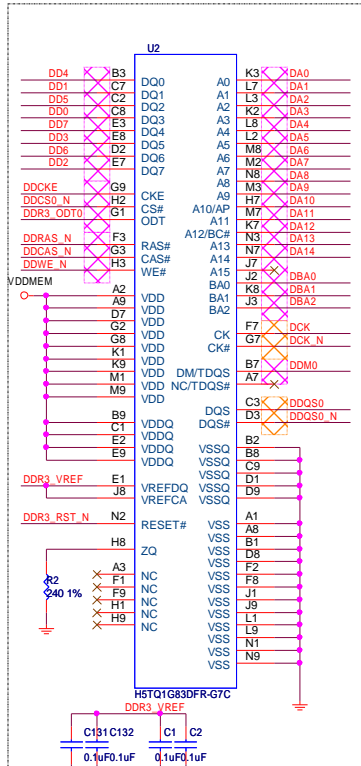 U2
DD4 B3 DQ0
DD1 C7 DQ1
DD5 C2 DQ2
DD0 C8 DQ3
DD7 E3 DQ4
DD3 E8 DQ5
DD6 D2 DQ6
DD2 E7 DQ7
DDCKE G9 CKE
DDCS0_N H2 CS#
DDR3_ODT0 G1 ODT
DDRAS_N F3 RAS#
DDCAS_N G3 CAS#
DDWE_N H3 WE#
VDDMEM
A2 VDD
A9 VDD
D7 VDD
G2 VDD
G8 VDD
K1 VDD
K9 VDD
M1 VDD
M9 VDD
B9 VDDQ
C1 VDDQ
E2 VDDQ
E9 VDDQ
DDR3_VREF E1 VREFDQ
J8 VREFCA
DDR3_RST_N N2 RESET#
H8 ZQ
R2
240 1%
A3 NC
F1 NC
F9 NC
H1 NC
H9 NC
A0 K3 DA0
A1 L7 DA1
A2 L3 DA2
A3 K2 DA3
A4 L8 DA4
A5 L2 DA5
A6 M8 DA6
A7 M2 DA7
A8 N8 DA8
A9 M3 DA9
A10/AP H7 DA10
A11 M7 DA11
A12/BC# K7 DA12
A13 N3 DA13
A14 N7 DA14
A15 J7
BA0 J2 DBA0
BA1 K8 DBA1
BA2 J3 DBA2
CK F7 DCK
CK# G7 DCK_N
DM/TDQS B7 DDM0
NC/TDQS# A7
DQS C3 DDQS0
DQS# D3 DDQS0_N
VSSQ B2
VSSQ B8
VSSQ C9
VSSQ D1
VSSQ D9
VSS A1
VSS A8
VSS B1
VSS D8
VSS F2
VSS F8
VSS J1
VSS J9
VSS L1
VSS L9
VSS N1
VSS N9
H5TQ1G83DFR-G7C
DDR3_VREF
C131 C132 C1 C2
0.1uF 0.1uF 0.1uF 0.1uF